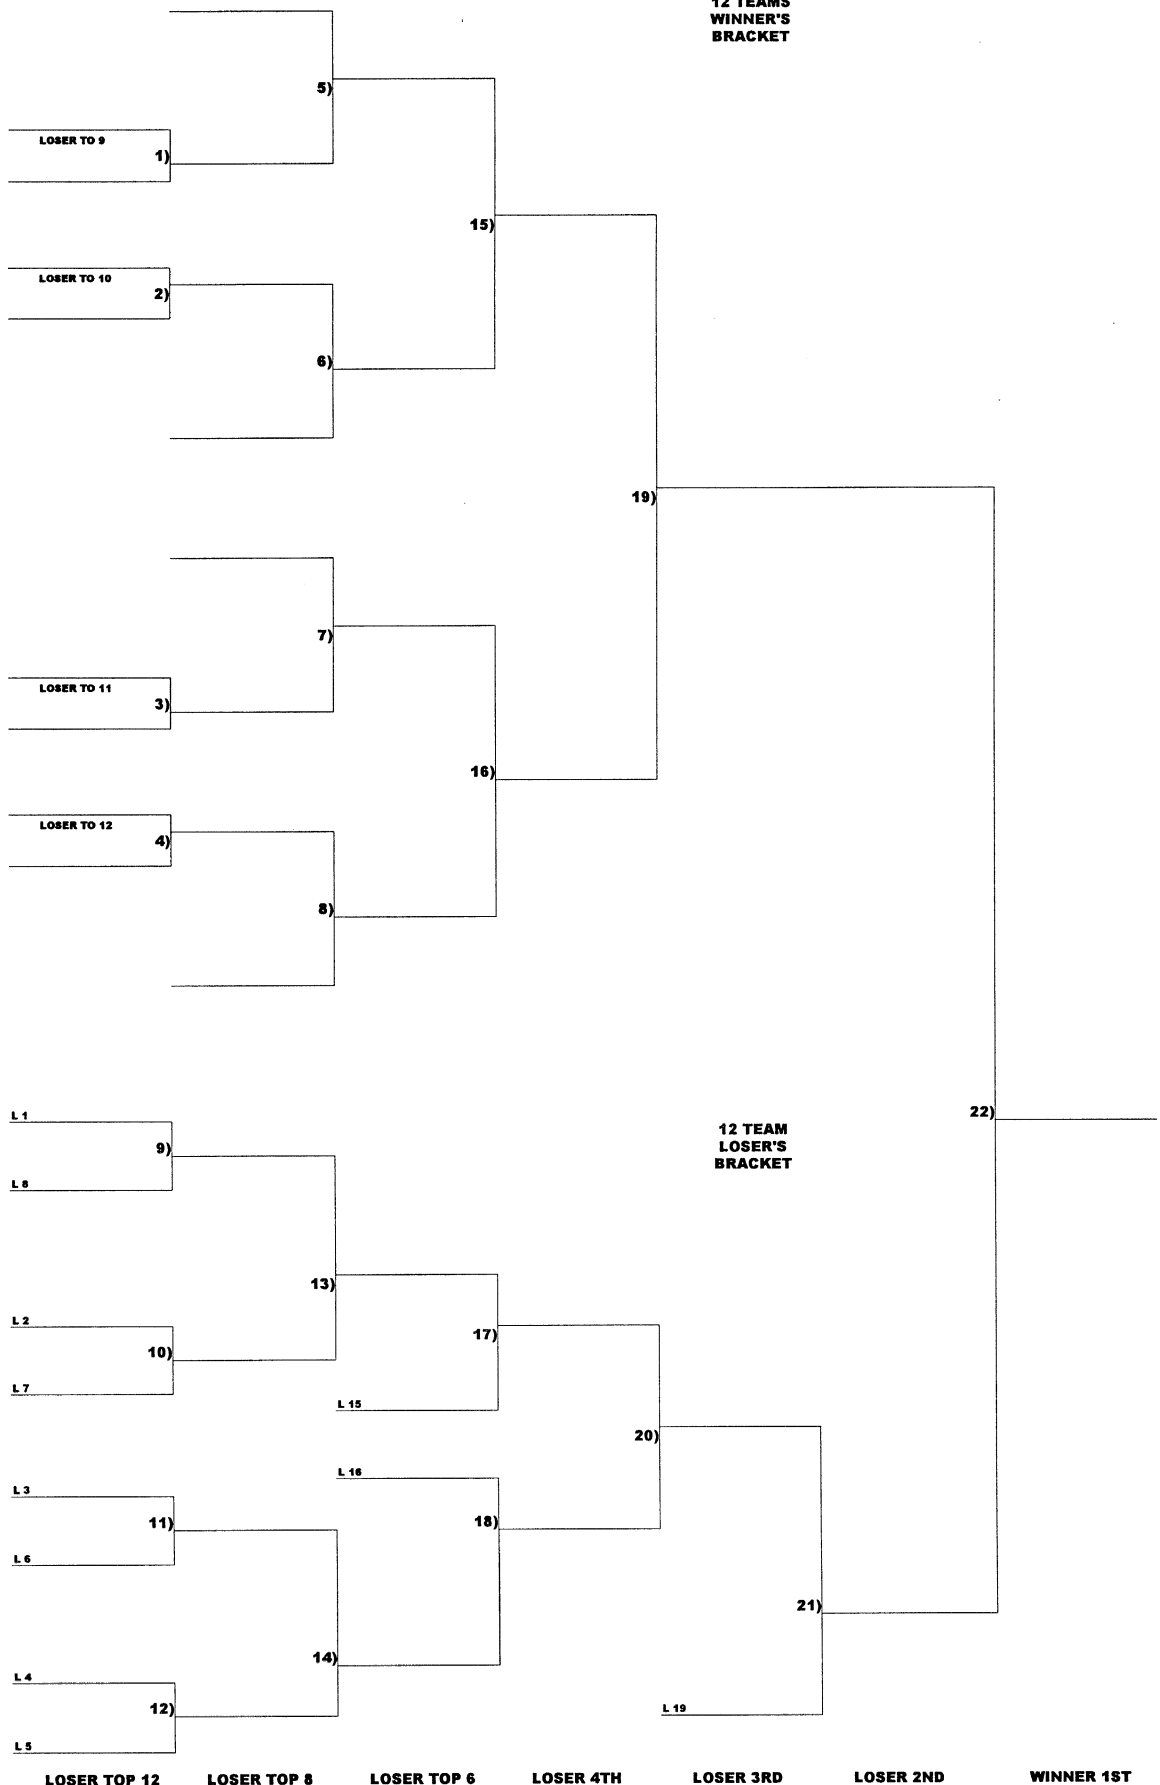 12 TEAMS
WINNER'S
BRACKET
5)
LOSER TO 9
1)
15)
LOSER TO 10
2)
6)
19)
7)
LOSER TO 11
3)
16)
LOSER TO 12
4)
8)
L 1
22)
12 TEAM
LOSER'S
BRACKET
9)
L 8
13)
L 2
17)
10)
L 7
L 15
20)
L 16
L 3
11)
18)
L 6
21)
14)
L 4
12)
L 19
L 5
LOSER TOP 12 LOSER TOP 8 LOSER TOP 6 LOSER 4TH LOSER 3RD LOSER 2ND WINNER 1ST